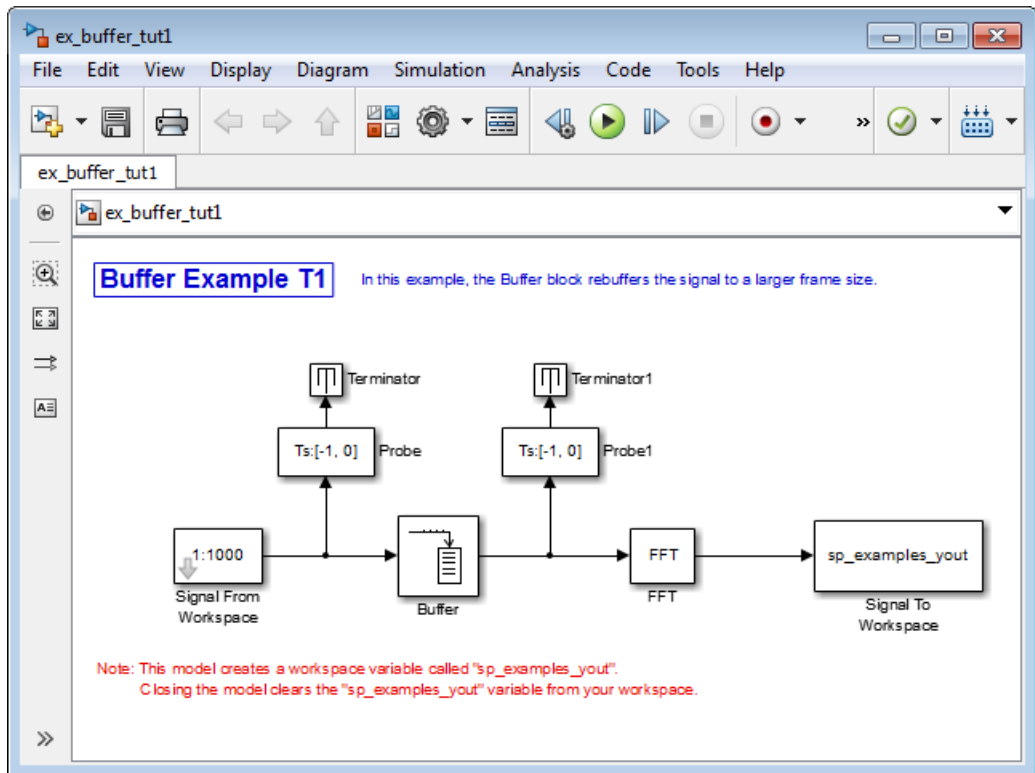 ex_buffer_tut1
File Edit View Display Diagram Simulation Analysis Code Tools Help
»
ex_buffer_tut1
ex_buffer_tut1
Buffer Example T1
In this example, the Buffer block rebuffers the signal to a larger frame size.
Terminator
Terminator1
Ts:[-1, 0]
Probe
Ts:[-1, 0]
Probe1
1:1000
FFT
sp_examples_yout
Signal From
Workspace
Buffer
FFT
Signal To
Workspace
Note: This model creates a workspace variable called "sp_examples_yout".
Closing the model clears the "sp_examples_yout" variable from your workspace.